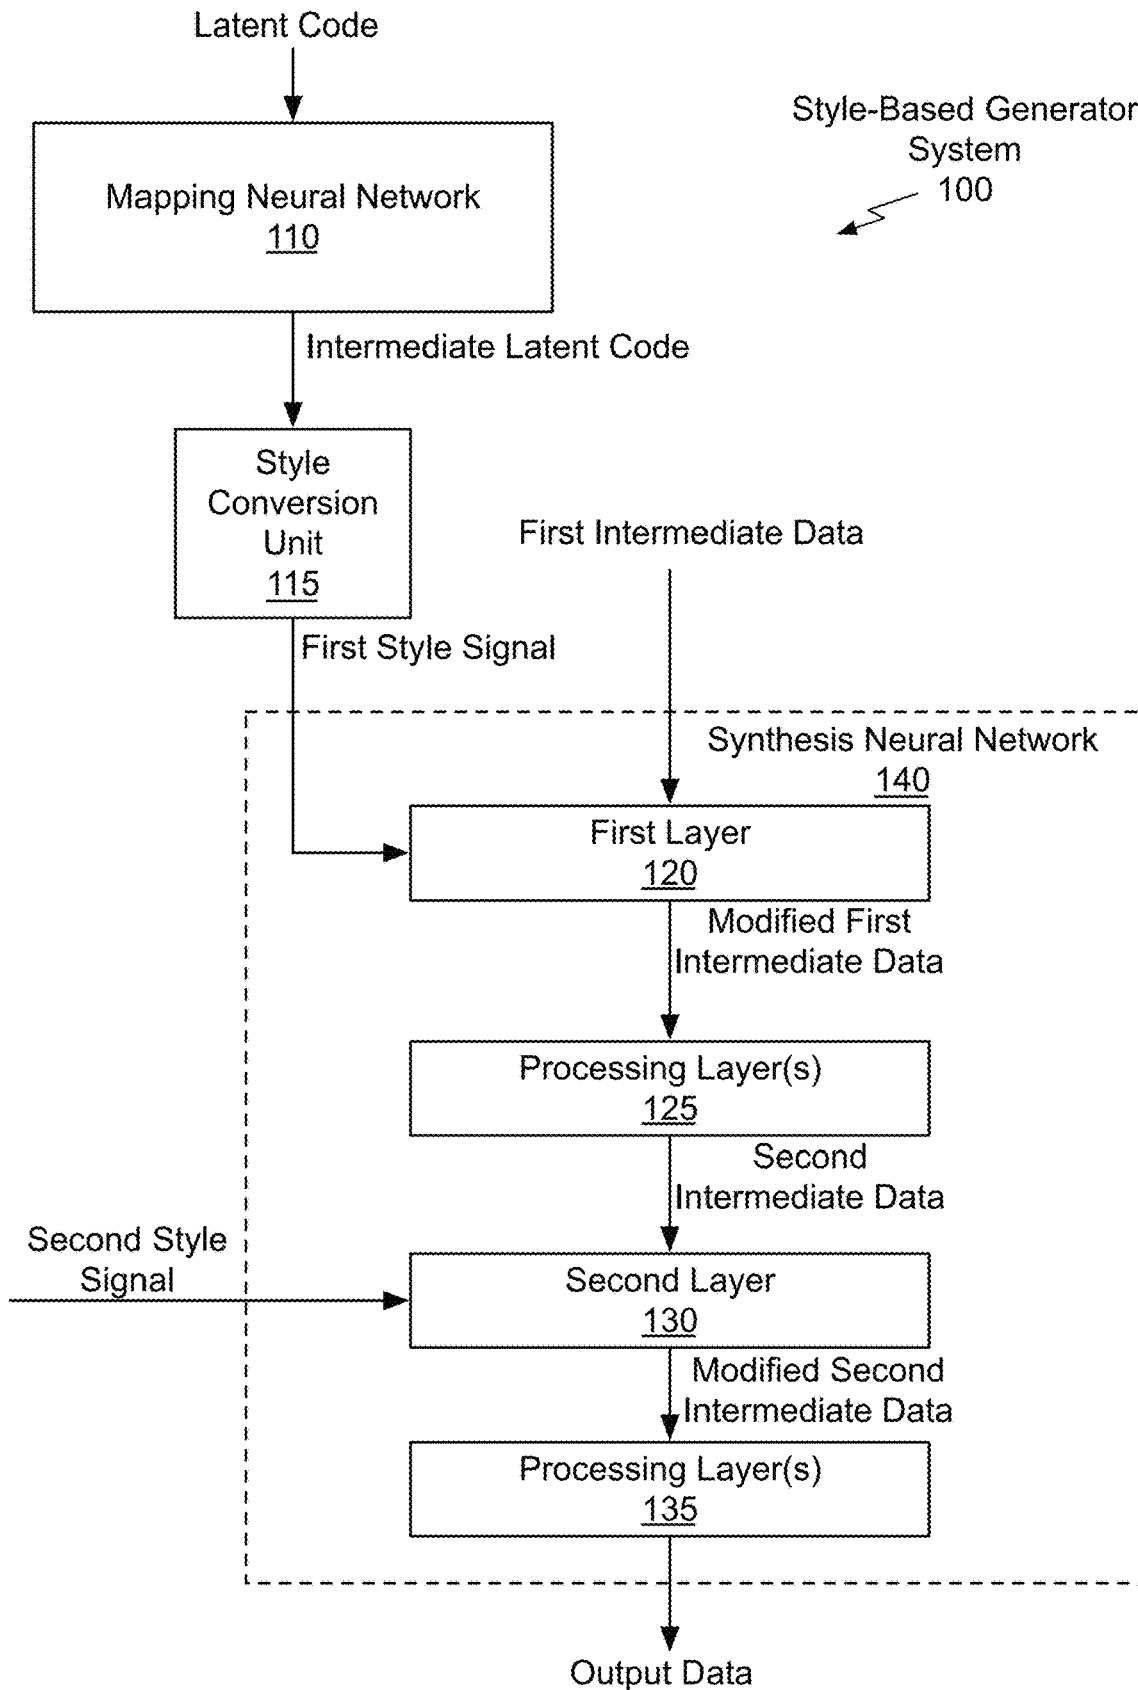 Latent Code
Style-Based Generator
System
100
Mapping Neural Network
110
Intermediate Latent Code
Style
Conversion
Unit
115
First Intermediate Data
First Style Signal
Synthesis Neural Network
140
First Layer
120
Modified First
Intermediate Data
Processing Layer(s)
125
Second
Intermediate Data
Second Style
Signal
Second Layer
130
Modified Second
Intermediate Data
Processing Layer(s)
135
Output Data